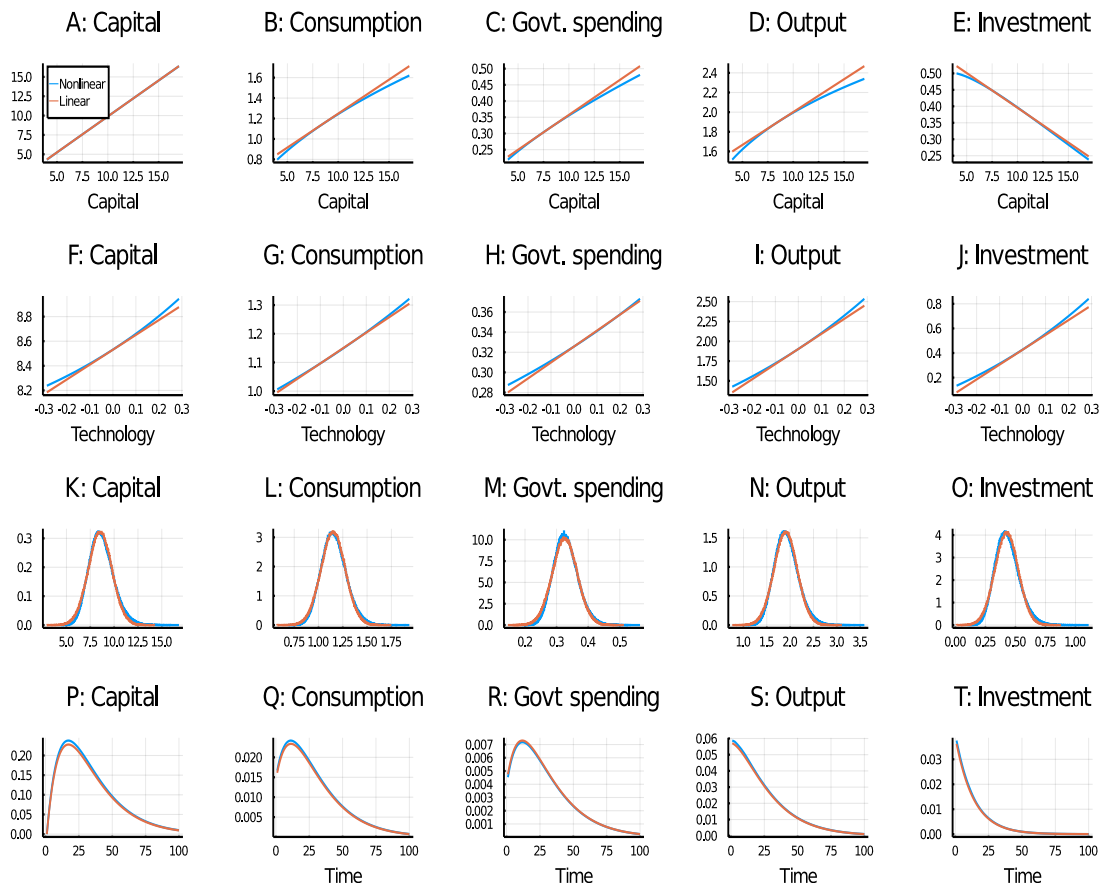 A: Capital B: Consumption C: Govt. spending D: Output E: Investment
15.0 12.5 10.0 7.5 5.0
Nonlinear
Linear
1.6 1.4 1.2 1.0 0.8
0.50 0.45 0.40 0.35 0.30 0.25
2.4 2.2 2.0 1.8 1.6
0.50 0.45 0.40 0.35 0.30 0.25
5.0 7.5 10.0 12.5 15.0 5.0 7.5 10.0 12.5 15.0 5.0 7.5 10.0 12.5 15.0 5.0 7.5 10.0 12.5 15.0 5.0 7.5 10.0 12.5 15.0
Capital Capital Capital Capital Capital
F: Capital G: Consumption H: Govt. spending I: Output J: Investment
8.8 8.6 8.4 8.2
1.3 1.2 1.1 1.0
0.36 0.34 0.32 0.30 0.28
2.50 2.25 2.00 1.75 1.50
0.8 0.6 0.4 0.2
-0.3 -0.2 -0.1 0.0 0.1 0.2 0.3 -0.3 -0.2 -0.1 0.0 0.1 0.2 0.3 -0.3 -0.2 -0.1 0.0 0.1 0.2 0.3 -0.3 -0.2 -0.1 0.0 0.1 0.2 0.3 -0.3 -0.2 -0.1 0.0 0.1 0.2 0.3
Technology Technology Technology Technology Technology
K: Capital L: Consumption M: Govt. spending N: Output O: Investment
0.3 0.2 0.1 0.0
3 2 1 0
10.0 7.5 5.0 2.5 0.0
1.5 1.0 0.5 0.0
4 3 2 1 0
5.0 7.5 10.0 12.5 15.0 0.75 1.00 1.25 1.50 1.75 0.2 0.3 0.4 0.5 1.0 1.5 2.0 2.5 3.0 3.5 0.00 0.25 0.50 0.75 1.00
P: Capital Q: Consumption R: Govt spending S: Output T: Investment
0.20 0.15 0.10 0.05 0.00
0.020 0.015 0.010 0.005
0.007 0.006 0.005 0.004 0.003 0.002 0.001
0.06 0.05 0.04 0.03 0.02 0.01 0.00
0.03 0.02 0.01 0.00
0 25 50 75 100 0 25 50 75 100 0 25 50 75 100 0 25 50 75 100 0 25 50 75 100
Time Time Time Time